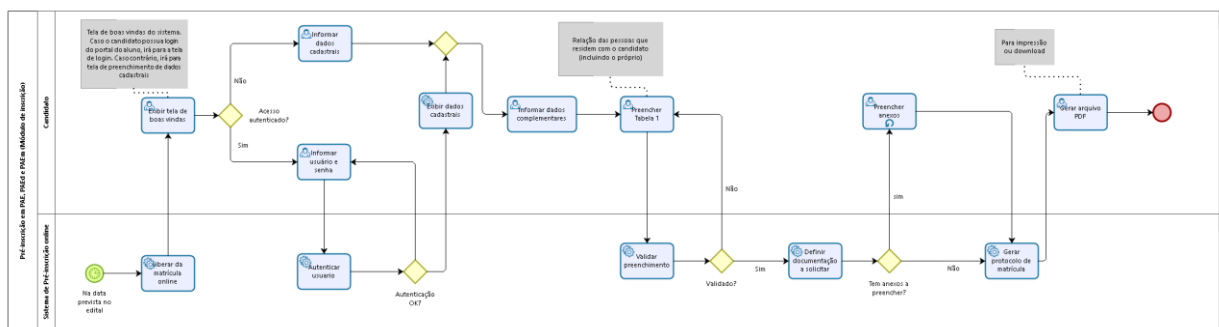 Pré-inscrição em PAE, PAEd e PAEm (Módulo de inscrição)
Candidato
Tela de boas vindas do sistema.
Caso o candidato possua login
do portal do aluno, irá para a tela
de login. Caso contrário, irá para
tela de preenchimento de dados
cadastrais
Exibir tela de
boas vindas
Não
Acesso
autenticado?
Sim
Informar
dados
cadastrais
Informar
usuário e
senha
Exibir dados
cadastrais
Informar dados
complementares
Relação das pessoas que
residem com o candidato
(incluindo o próprio)
Preencher
Tabela 1
Não
Preencher
anexos
sim
Para impressão
ou download
Gerar arquivo
PDF
Sistema de Pré-inscrição online
Na data
prevista no
edital
Liberar da
matrícula
online
Autenticar
usuario
Autenticação
OK?
Validar
preenchimento
Validado?
Sim
Definir
documentação
a solicitar
Tem anexos a
preencher?
Não
Gerar
protocolo de
matrícula